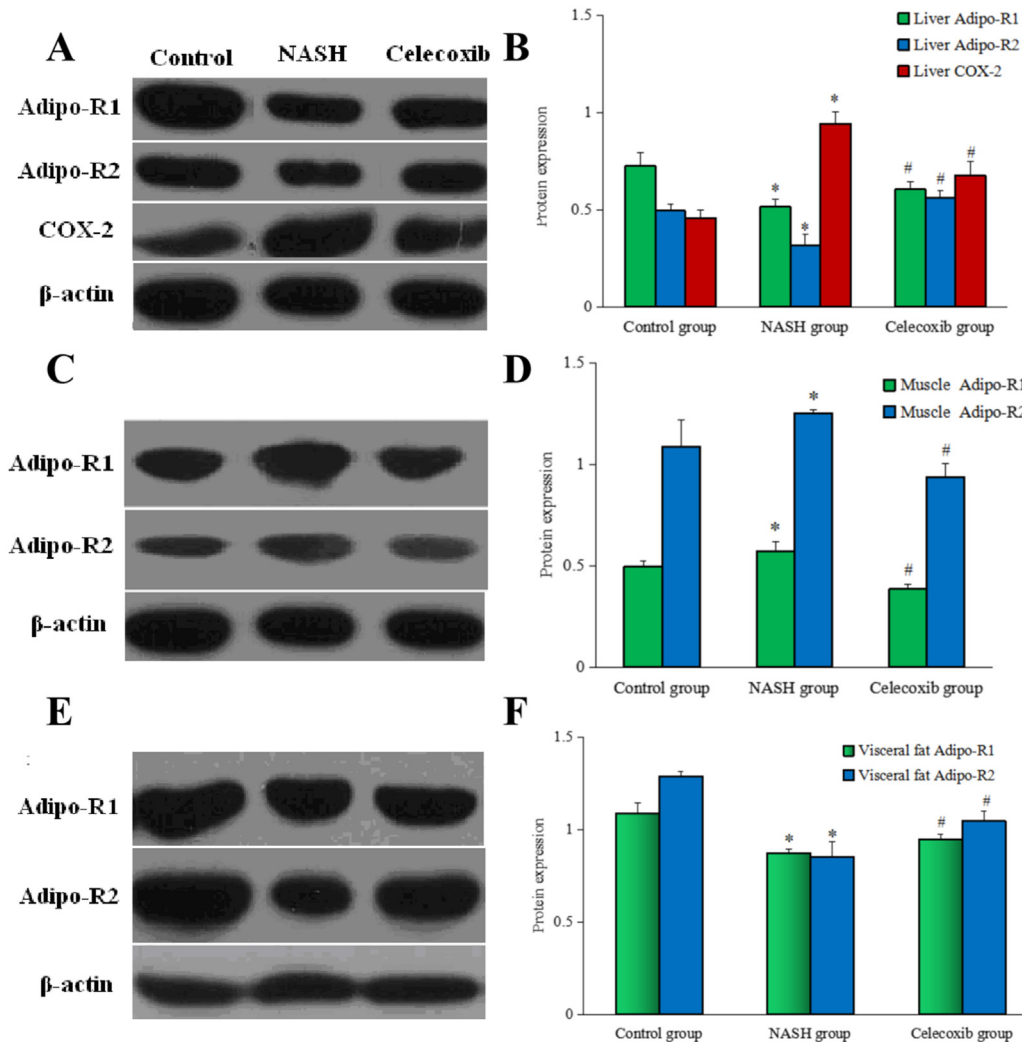 A
Control NASH Celecoxib
Adipo-R1
Adipo-R2
COX-2
β-actin
B
Liver Adipo-R1
Liver Adipo-R2
Liver COX-2
Protein expression
1.5
1
0.5
0
* * *
# # #
Control group NASH group Celecoxib group
C
Adipo-R1
Adipo-R2
β-actin
D
Muscle Adipo-R1
Muscle Adipo-R2
Protein expression
1.5
1
0.5
0
* *
# #
Control group NASH group Celecoxib group
E
Adipo-R1
Adipo-R2
β-actin
F
Visceral fat Adipo-R1
Visceral fat Adipo-R2
Protein expression
1.5
1
0.5
0
* *
# #
Control group NASH group Celecoxib group